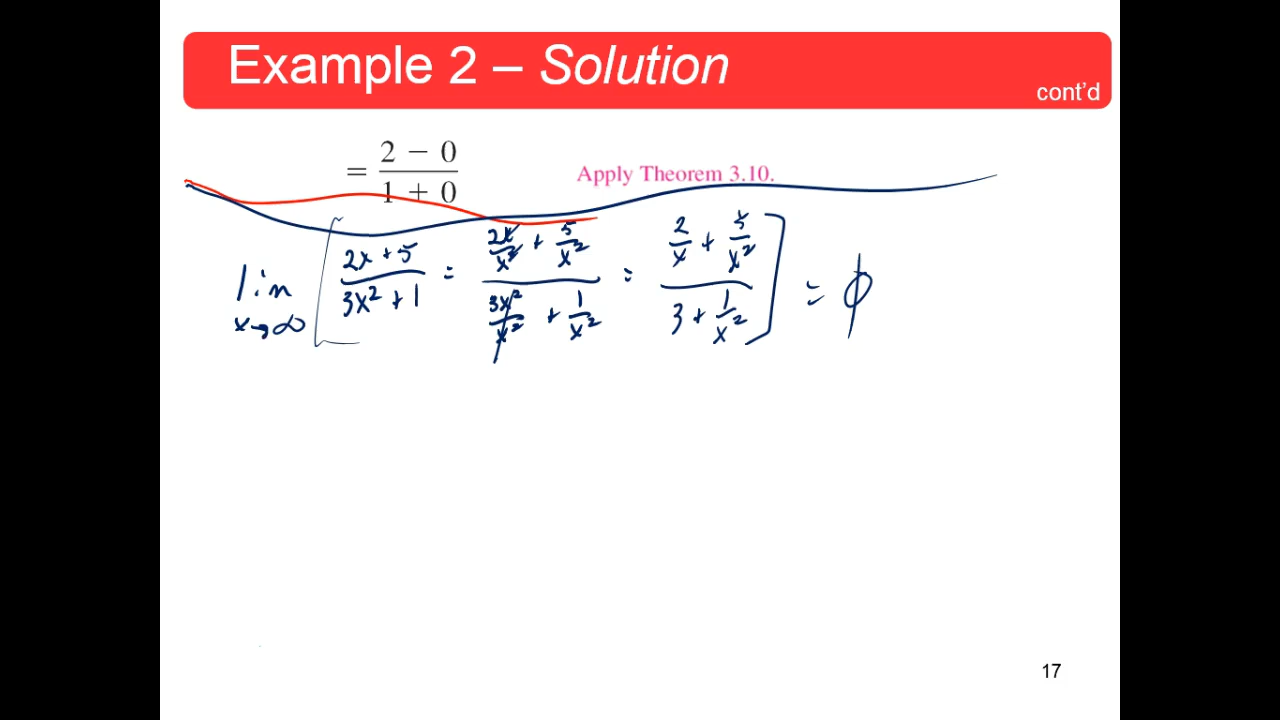 Example 2 – Solution
cont'd
= (2 − 0)/(1 + 0) Apply Theorem 3.10.
lim x→∞ [ (2x + 5)/(3x² + 1) = (2x/x² + 5/x²)/(3x²/x² + 1/x²) = (2/x + 5/x²)/(3 + 1/x²) ] = ϕ
17